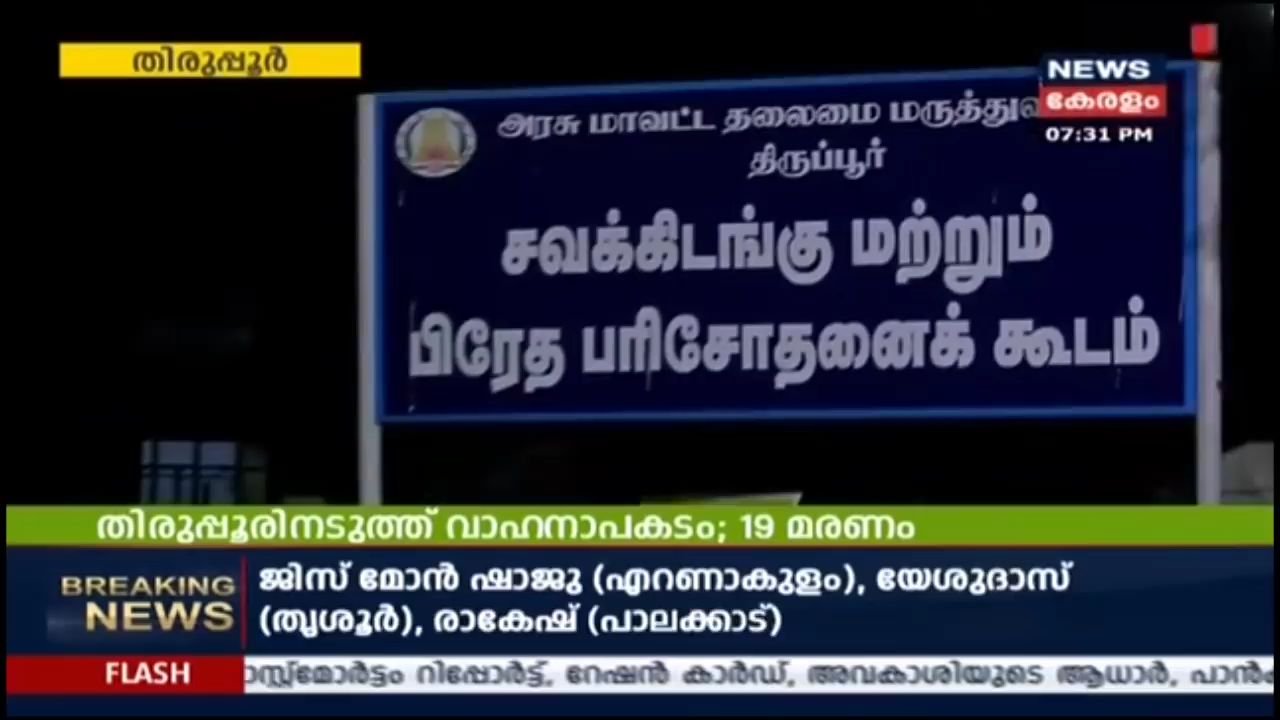 തിരുപ്പൂർ
NEWS
കേരളം
07:31 PM
அரசு மாவட்ட தலைமை
திருப்பூர்
சவக்கிடங்கு மற்றும்
பிரேத பரிசோதனைக் கூடம்
തിരുപ്പൂരിനടുത്ത് വാഹനാപകടം; 19 മരണം
BREAKING NEWS
ജിസ് മോൻ ഷാജു (എറണാകുളം), യേശുദാസ്
(തൃശൂർ), രാകേഷ് (പാലക്കാട്)
FLASH
റിപ്പോർട്ട്, റേഷൻ കാർഡ്, അവകാശിയുടെ ആധാർ,